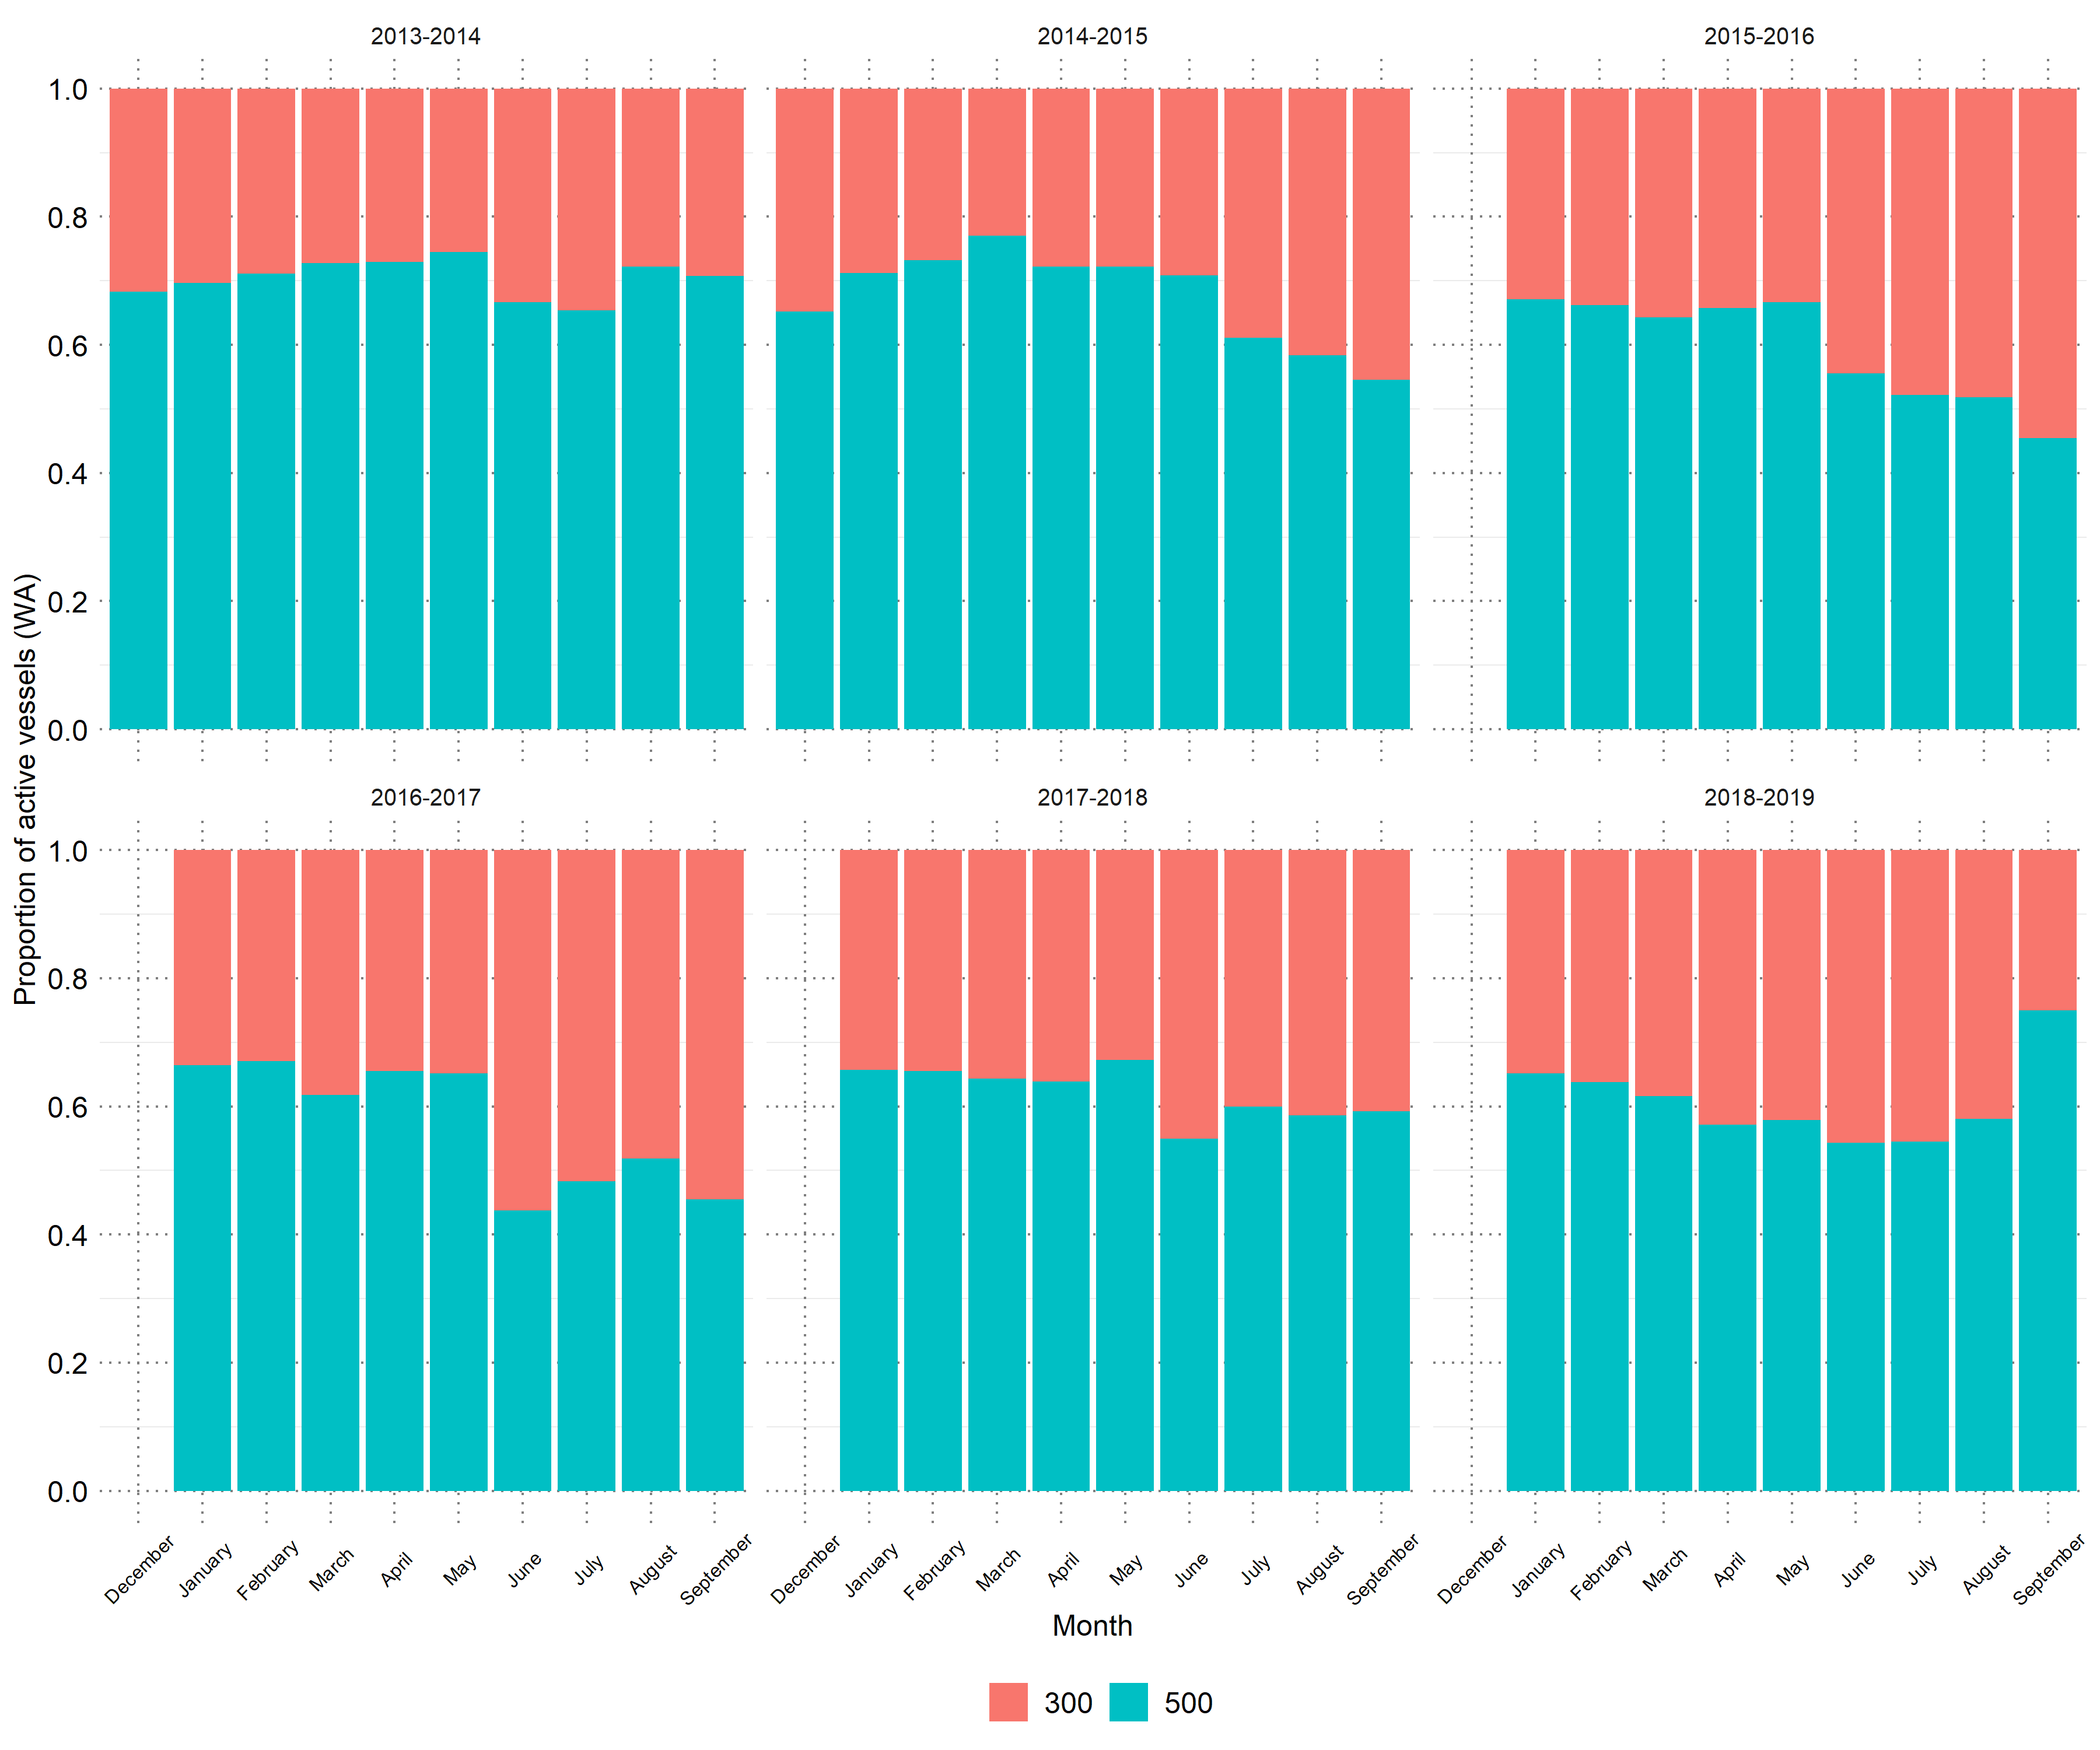 2013-2014 2014-2015 2015-2016
1.0
0.8
0.6
0.4
0.2
0.0
Proportion of active vessels (WA)
2016-2017 2017-2018 2018-2019
1.0
0.8
0.6
0.4
0.2
0.0
December January February March April May June July August September December January February March April May June July August September December January February March April May June July August September
Month
300 500